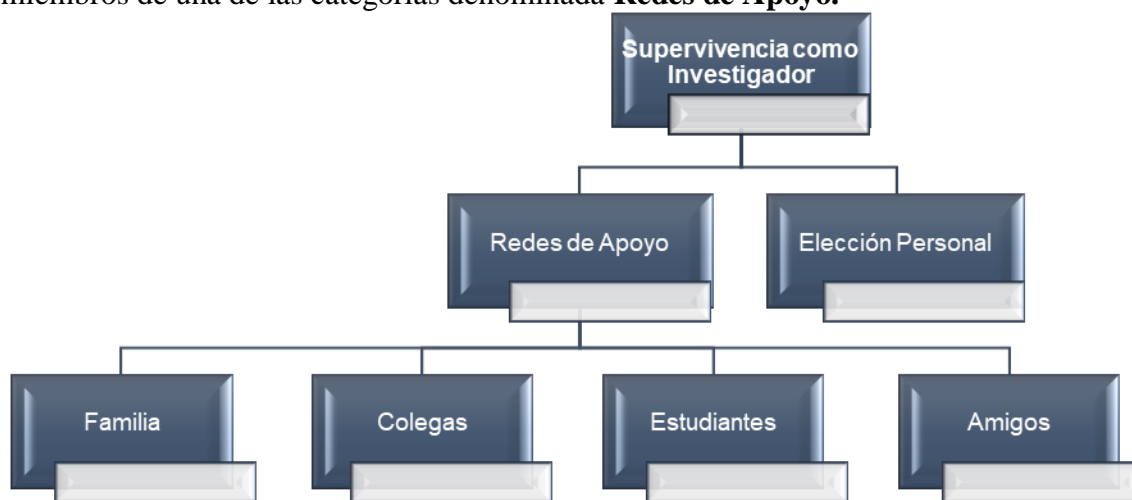 miembros de una de las categorías denominada Redes de Apoyo.
Supervivencia como
Investigador
Redes de Apoyo
Elección Personal
Familia
Colegas
Estudiantes
Amigos